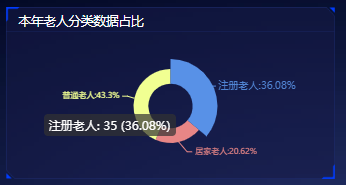 本年老人分类数据占比
注册老人:36.08%
普通老人:43.3%
注册老人: 35 (36.08%)
居家老人:20.62%